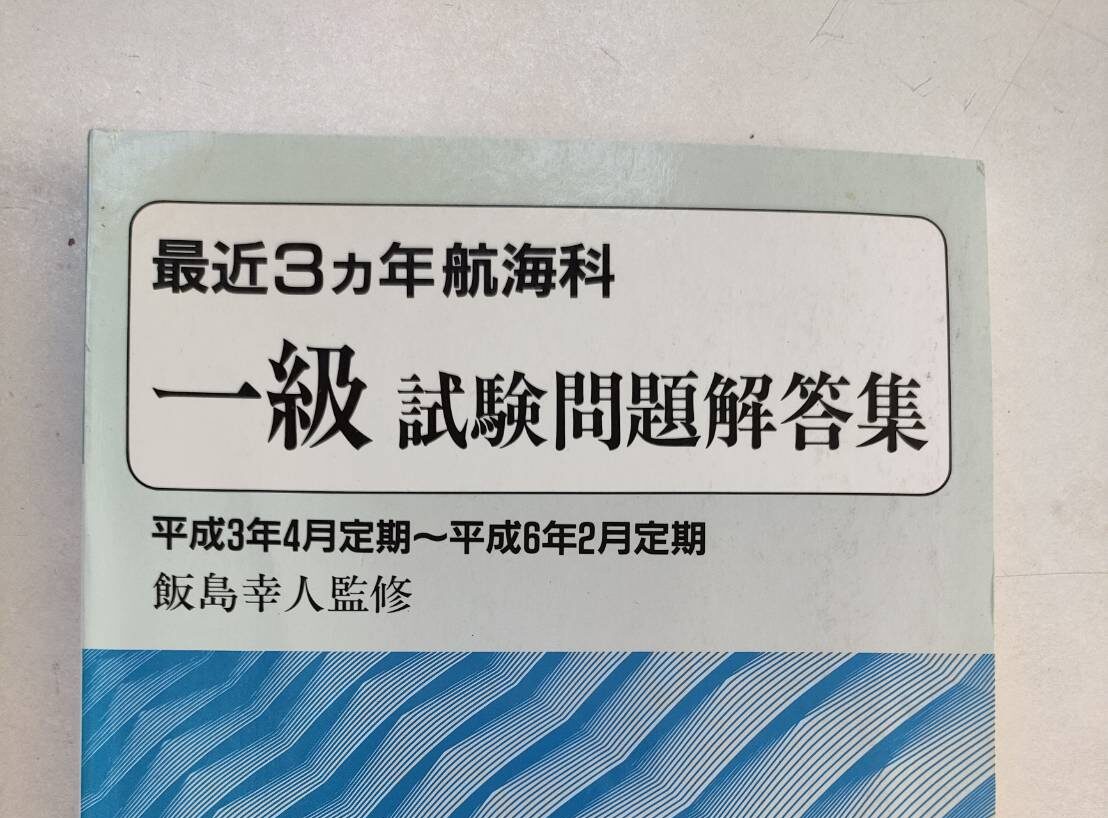 最近3ヵ年航海科
一級 試験問題解答集
平成3年4月定期～平成6年2月定期
飯島幸人監修